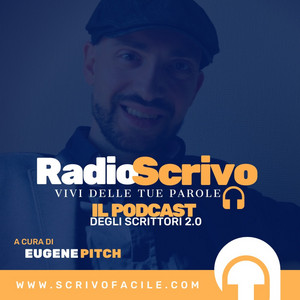 RadioScrivo
VIVI DELLE TUE PAROLE
IL PODCAST
DEGLI SCRITTORI 2.0
A CURA DI
EUGENE PITCH
WWW.SCRIVOFACILE.COM